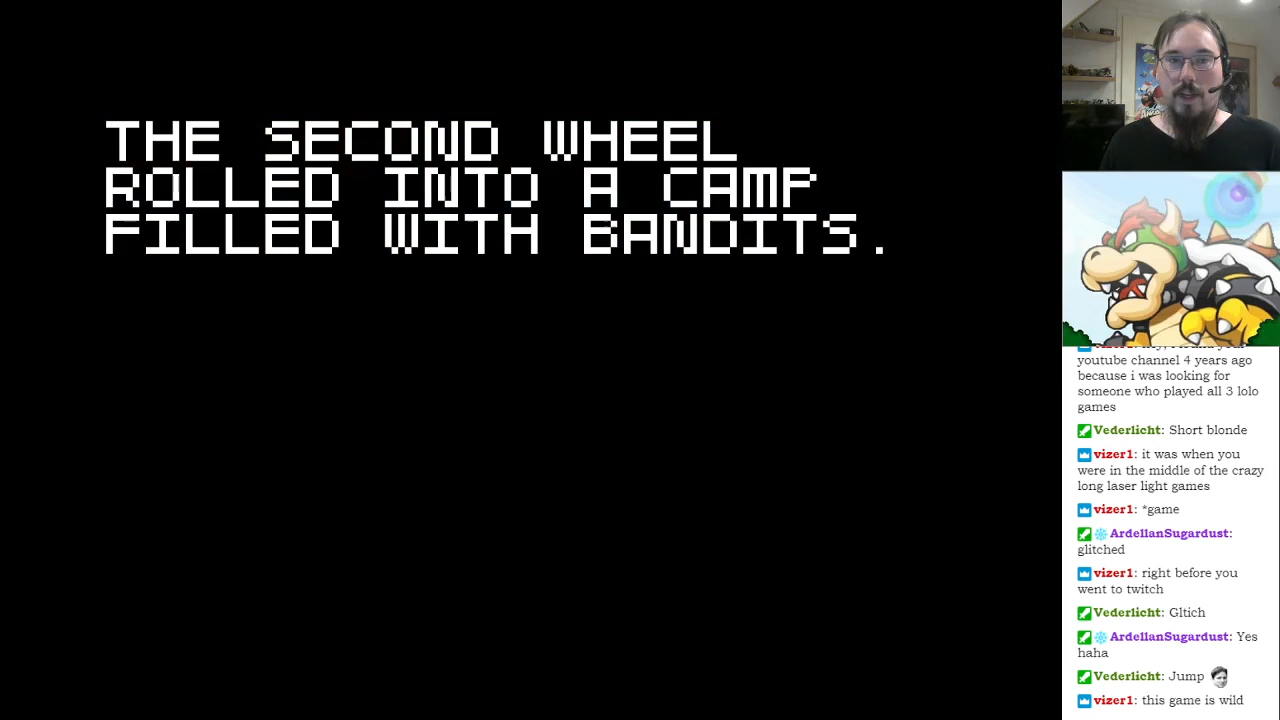 THE SECOND WHEEL
ROLLED INTO A CAMP
FILLED WITH BANDITS.
youtube channel 4 years ago
because i was looking for
someone who played all 3 lolo
games
Vederlicht: Short blonde
vizer1: it was when you
were in the middle of the crazy
long laser light games
vizer1: *game
ArdellanSugardust:
glitched
vizer1: right before you
went to twitch
Vederlicht: Gltich
ArdellanSugardust: Yes
haha
Vederlicht: Jump
vizer1: this game is wild